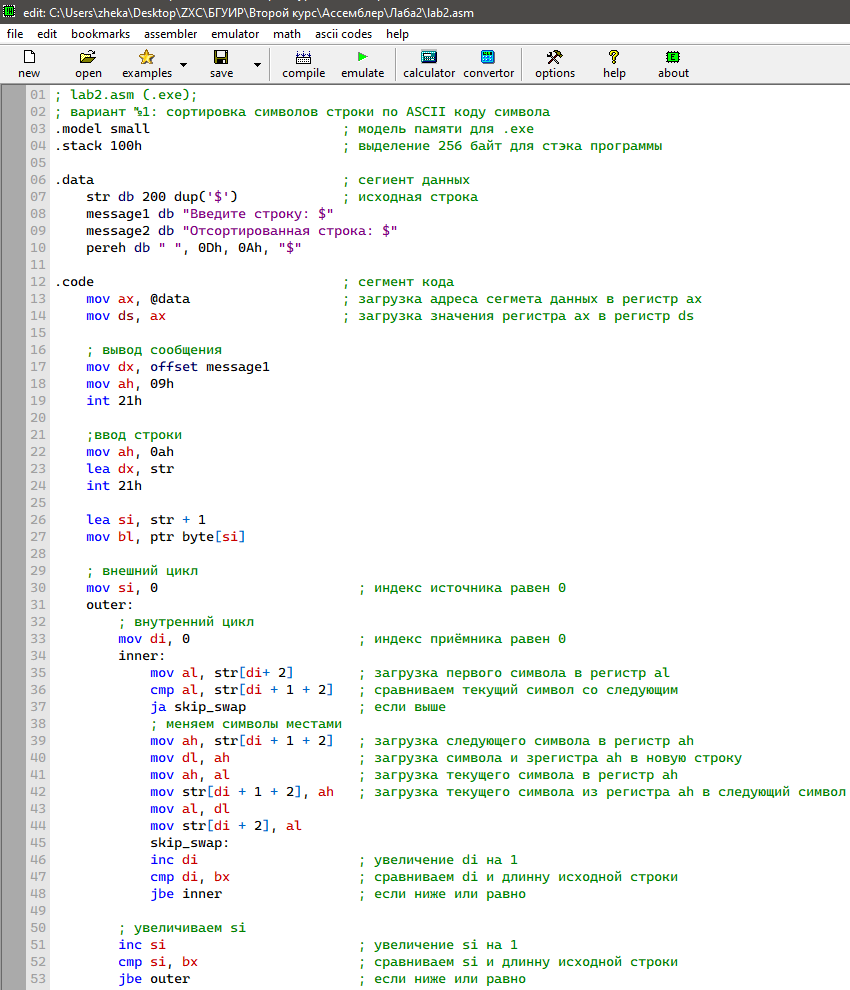 edit: C:\Users\zheka\Desktop\ZXC\БГУИР\Второй курс\Ассемблер\Лаба2\lab2.asm
file edit bookmarks assembler emulator math ascii codes help
new open examples save compile emulate calculator convertor options help about
01 ; lab2.asm (.exe);
02 ; вариант %1: сортировка символов строки по ASCII коду символа
03 .model small ; модель памяти для .exe
04 .stack 100h ; выделение 256 байт для стэка программы
05
06 .data ; сегиент данных
07 str db 200 dup('$') ; исходная строка
08 message1 db "Введите строку: $"
09 message2 db "Отсортированная строка: $"
10 pereh db " ", 0Dh, 0Ah, "$"
11
12 .code ; сегмент кода
13 mov ax, @data ; загрузка адреса сегмета данных в регистр ax
14 mov ds, ax ; загрузка значения регистра ax в регистр ds
15
16 ; вывод сообщения
17 mov dx, offset message1
18 mov ah, 09h
19 int 21h
20
21 ;ввод строки
22 mov ah, 0ah
23 lea dx, str
24 int 21h
25
26 lea si, str + 1
27 mov bl, ptr byte[si]
28
29 ; внешний цикл
30 mov si, 0 ; индекс источника равен 0
31 outer:
32 ; внутренний цикл
33 mov di, 0 ; индекс приёмника равен 0
34 inner:
35 mov al, str[di+ 2] ; загрузка первого символа в регистр al
36 cmp al, str[di + 1 + 2] ; сравниваем текущий символ со следующим
37 ja skip_swap ; если выше
38 ; меняем символы местами
39 mov ah, str[di + 1 + 2] ; загрузка следующего символа в регистр ah
40 mov dl, ah ; загрузка символа и зрегистра ah в новую строку
41 mov ah, al ; загрузка текущего символа в регистр ah
42 mov str[di + 1 + 2], ah ; загрузка текущего символа из регистра ah в следующий символ
43 mov al, dl
44 mov str[di + 2], al
45 skip_swap:
46 inc di ; увеличение di на 1
47 cmp di, bx ; сравниваем di и длинну исходной строки
48 jbe inner ; если ниже или равно
49
50 ; увеличиваем si
51 inc si ; увеличение si на 1
52 cmp si, bx ; сравниваем si и длинну исходной строки
53 jbe outer ; если ниже или равно